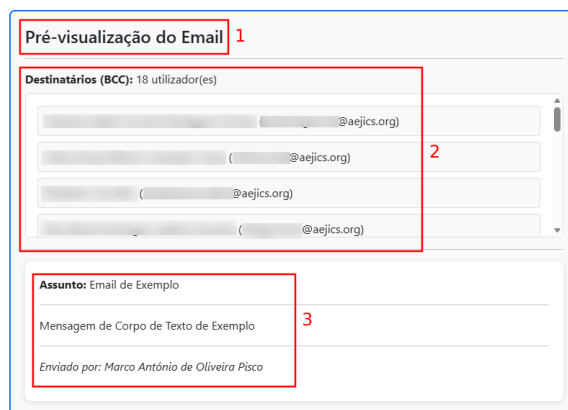 Pré-visualização do Email 1
Destinatários (BCC): 18 utilizador(es)
@aejics.org)
( @aejics.org) 2
( @aejics.org)
( @aejics.org)
Assunto: Email de Exemplo
Mensagem de Corpo de Texto de Exemplo 3
Enviado por: Marco António de Oliveira Pisco